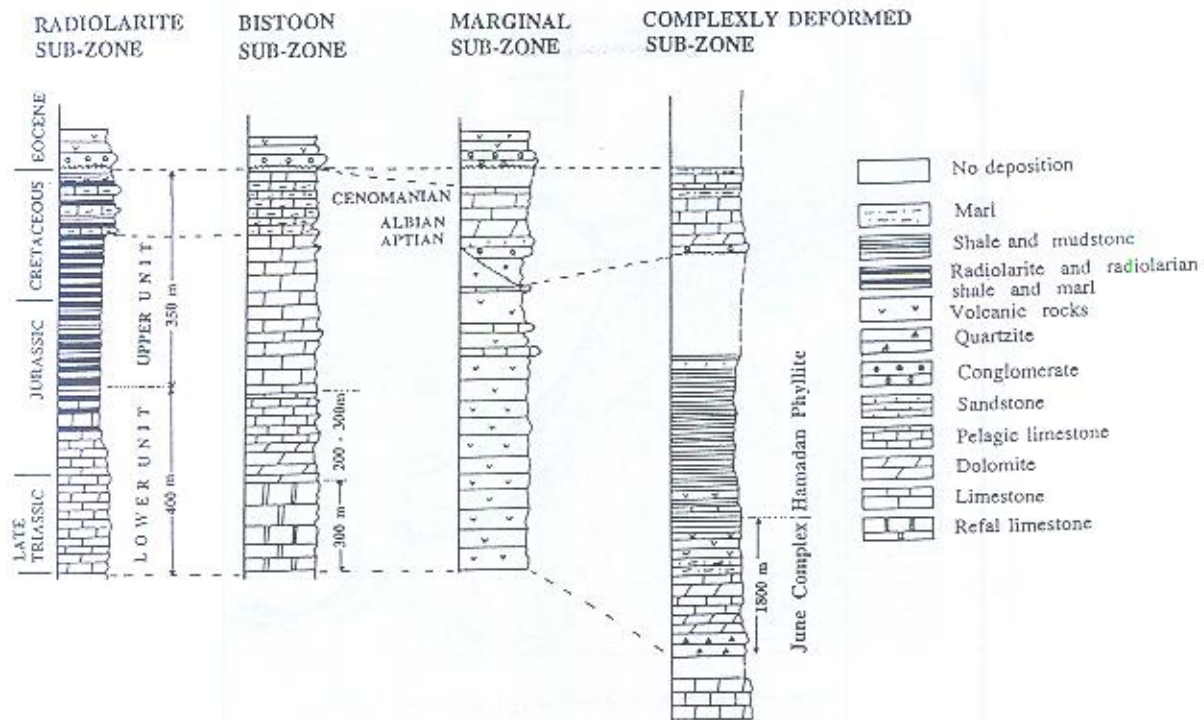 RADIOLARITE
SUB-ZONE
BISTOON
SUB-ZONE
MARGINAL
SUB-ZONE
COMPLEXLY DEFORMED
SUB-ZONE
EOCENE
CRETACEOUS
JURASSIC
LATE
TRIASSIC
UPPER UNIT
350 m
LOWER UNIT
400 m
200 - 300m
300 m
CENOMANIAN
ALBIAN
APTIAN
Hamadan Phyllite
June Complex
1800 m
No deposition
Marl
Shale and mudstone
Radiolarite and radiolarian
shale and marl
Volcanic rocks
Quartzite
Conglomerate
Sandstone
Pelagic limestone
Dolomite
Limestone
Refal limestone